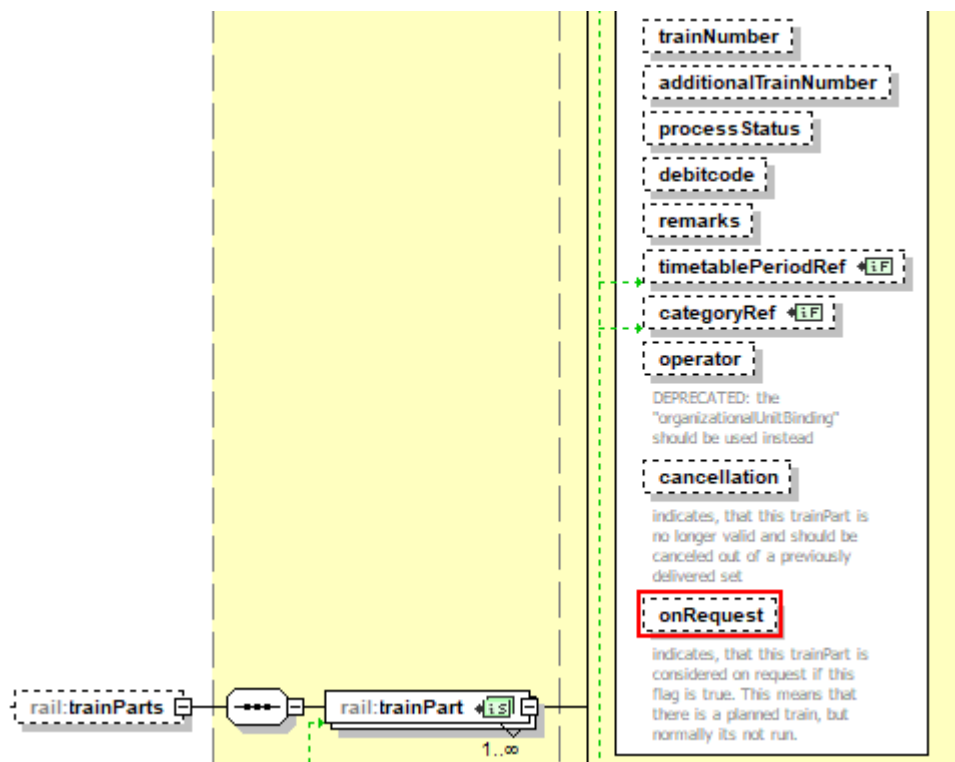 trainNumber
additionalTrainNumber
processStatus
debitcode
remarks
timetablePeriodRef iF
categoryRef iF
operator
DEPRECATED: the
"organizationalUnitBinding"
should be used instead
cancellation
indicates, that this trainPart is
no longer valid and should be
canceled out of a previously
delivered set
onRequest
indicates, that this trainPart is
considered on request if this
flag is true. This means that
there is a planned train, but
normally its not run.
rail:trainParts
rail:trainPart is
1..∞